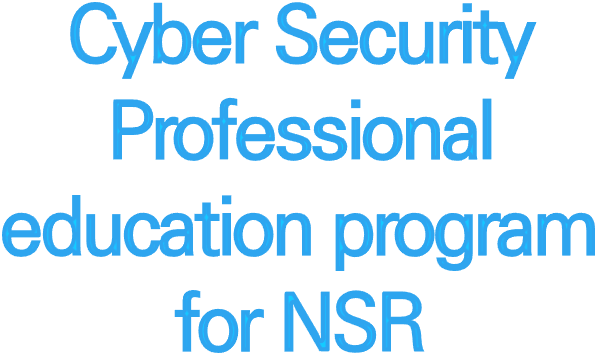 Cyber Security
Professional
education program
for NSR